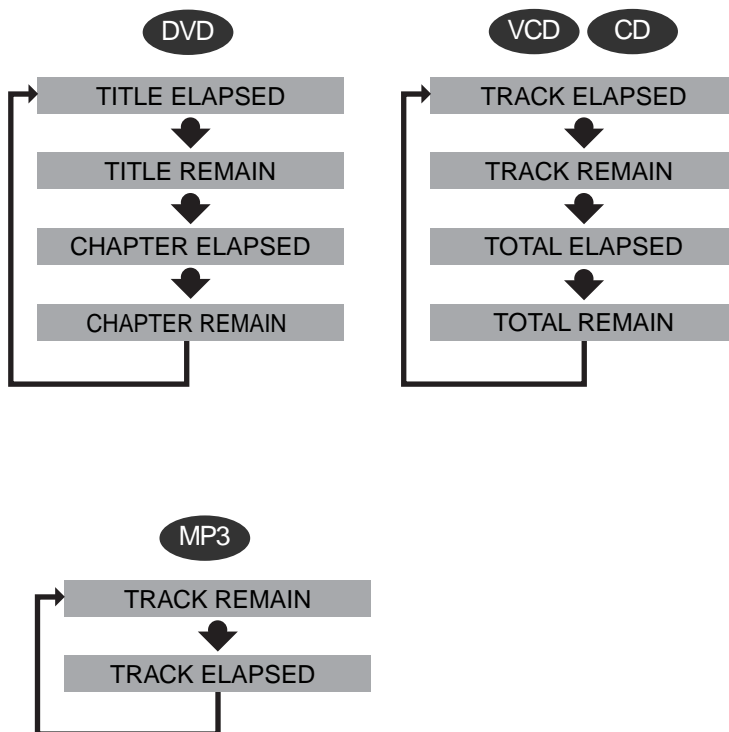 DVD
TITLE ELAPSED
TITLE REMAIN
CHAPTER ELAPSED
CHAPTER REMAIN
VCD CD
TRACK ELAPSED
TRACK REMAIN
TOTAL ELAPSED
TOTAL REMAIN
MP3
TRACK REMAIN
TRACK ELAPSED